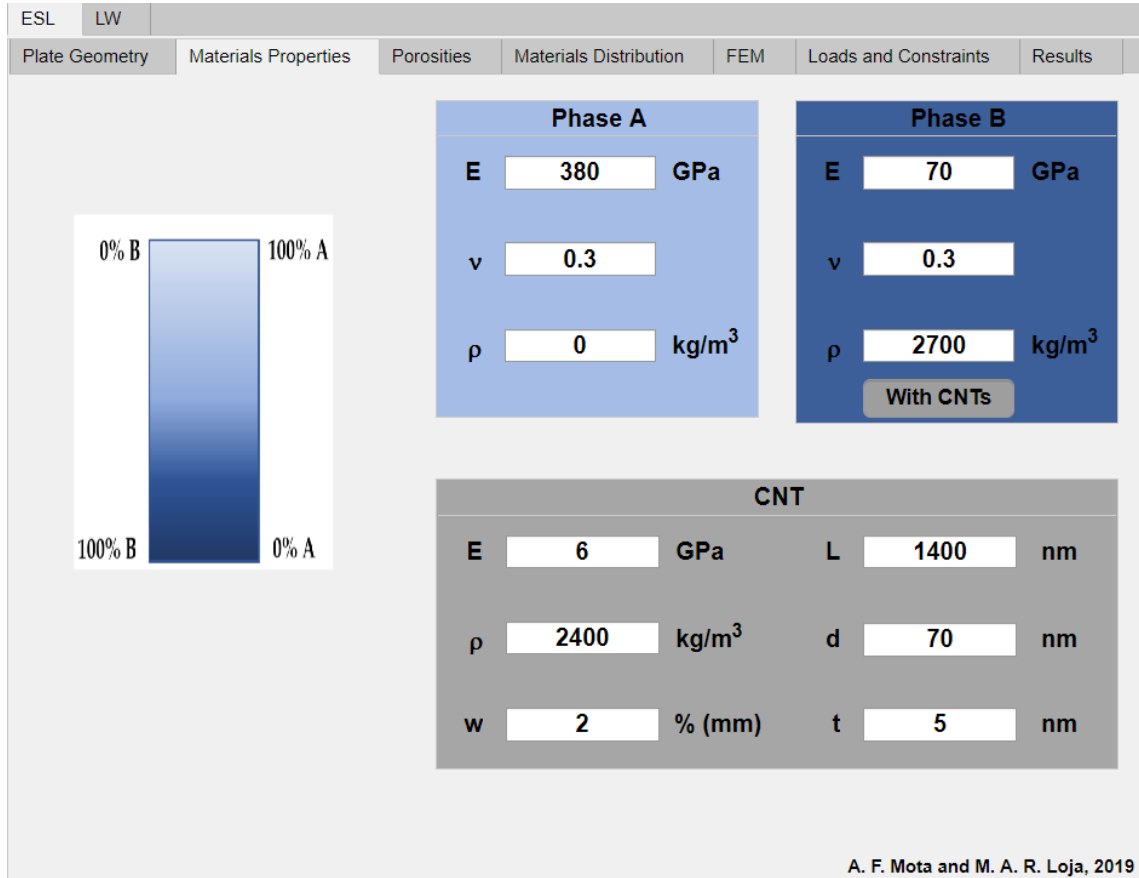 ESL LW
Plate Geometry Materials Properties Porosities Materials Distribution FEM Loads and Constraints Results
Phase A
E 380 GPa
ν 0.3
ρ 0 kg/m³
Phase B
E 70 GPa
ν 0.3
ρ 2700 kg/m³
With CNTs
0% B 100% A
100% B 0% A
CNT
E 6 GPa L 1400 nm
ρ 2400 kg/m³ d 70 nm
w 2 % (mm) t 5 nm
A. F. Mota and M. A. R. Loja, 2019